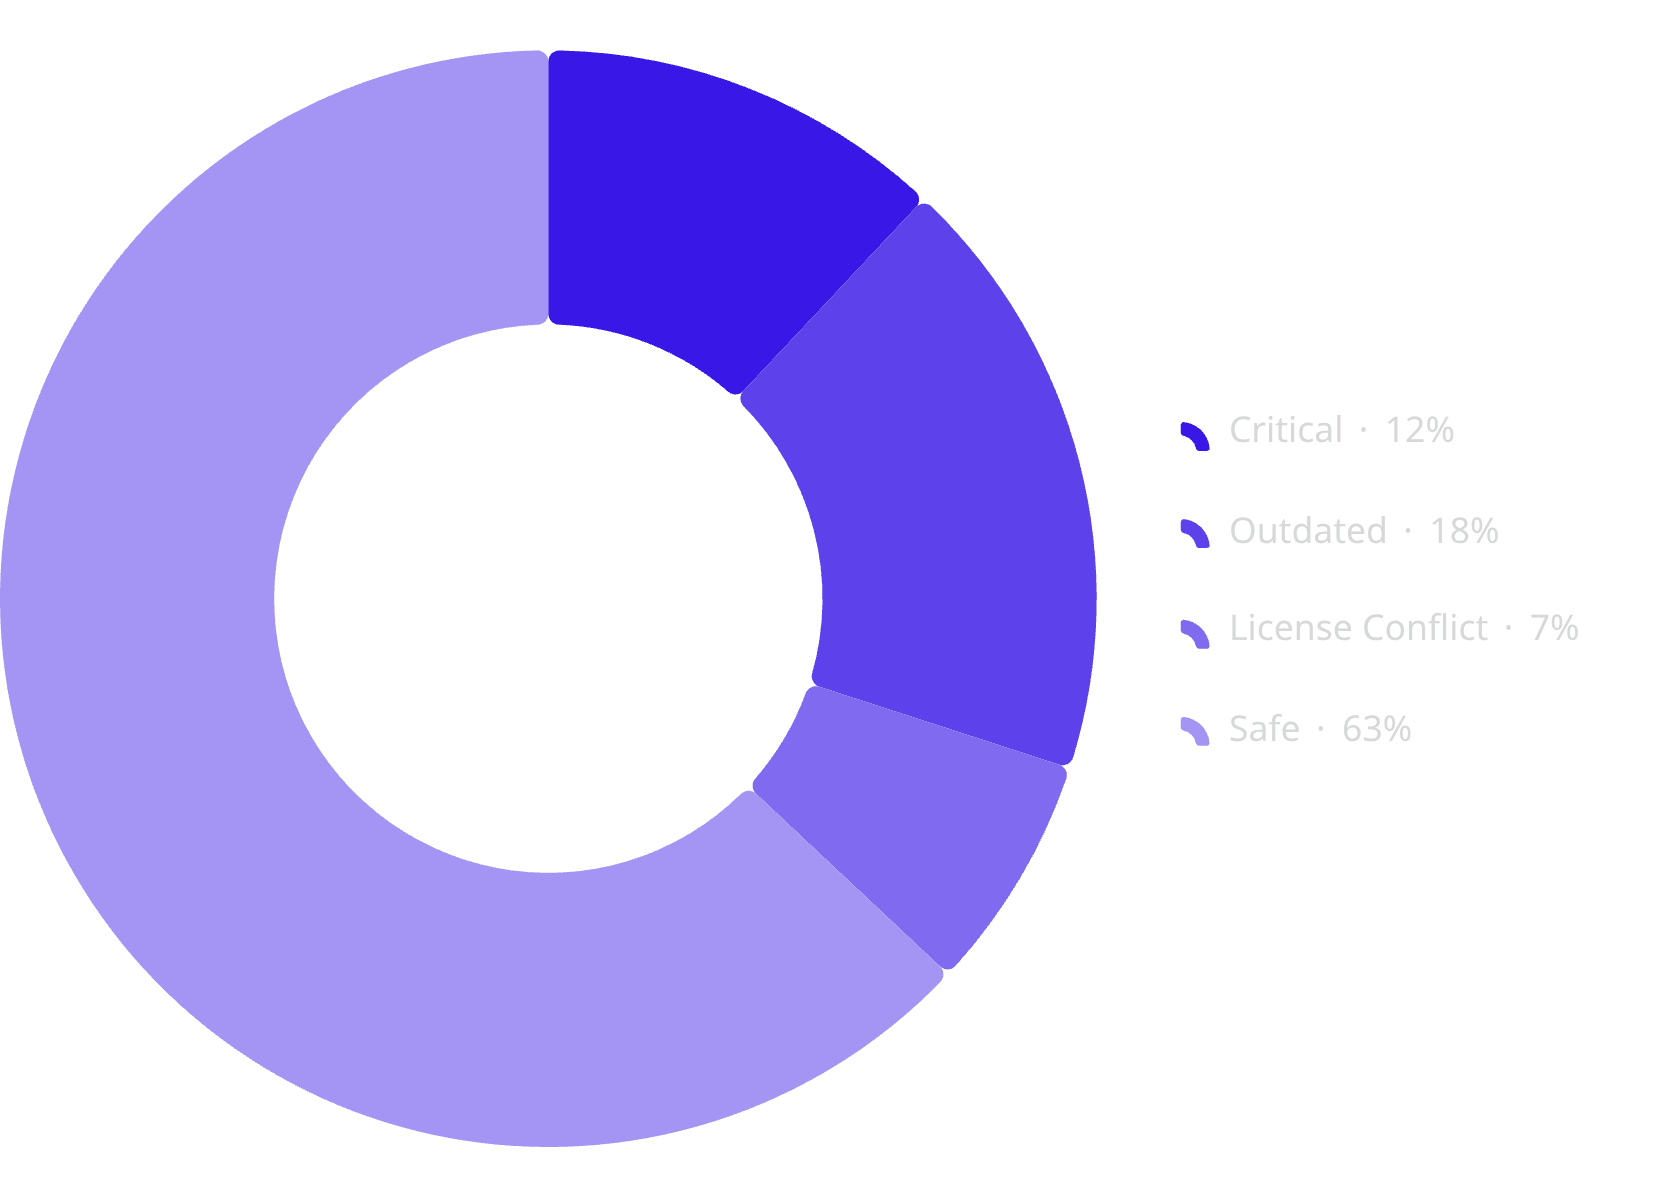 Critical · 12%
Outdated · 18%
License Conflict · 7%
Safe · 63%